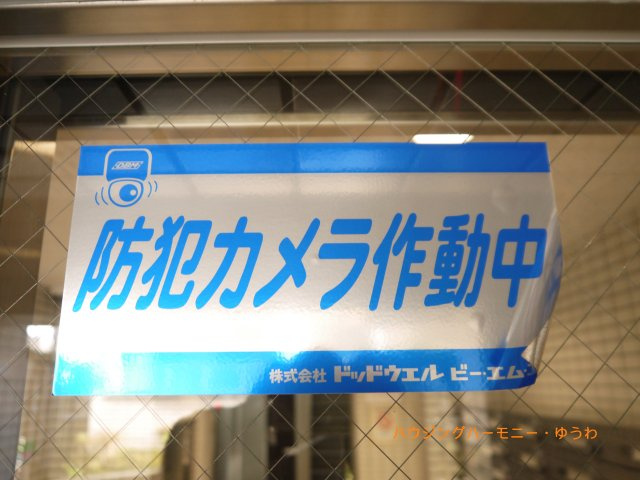 DBMS
防犯カメラ作動中
株式会社 ドッドウエル ビー・エム・
ハウジングハーモニー・ゆうわ